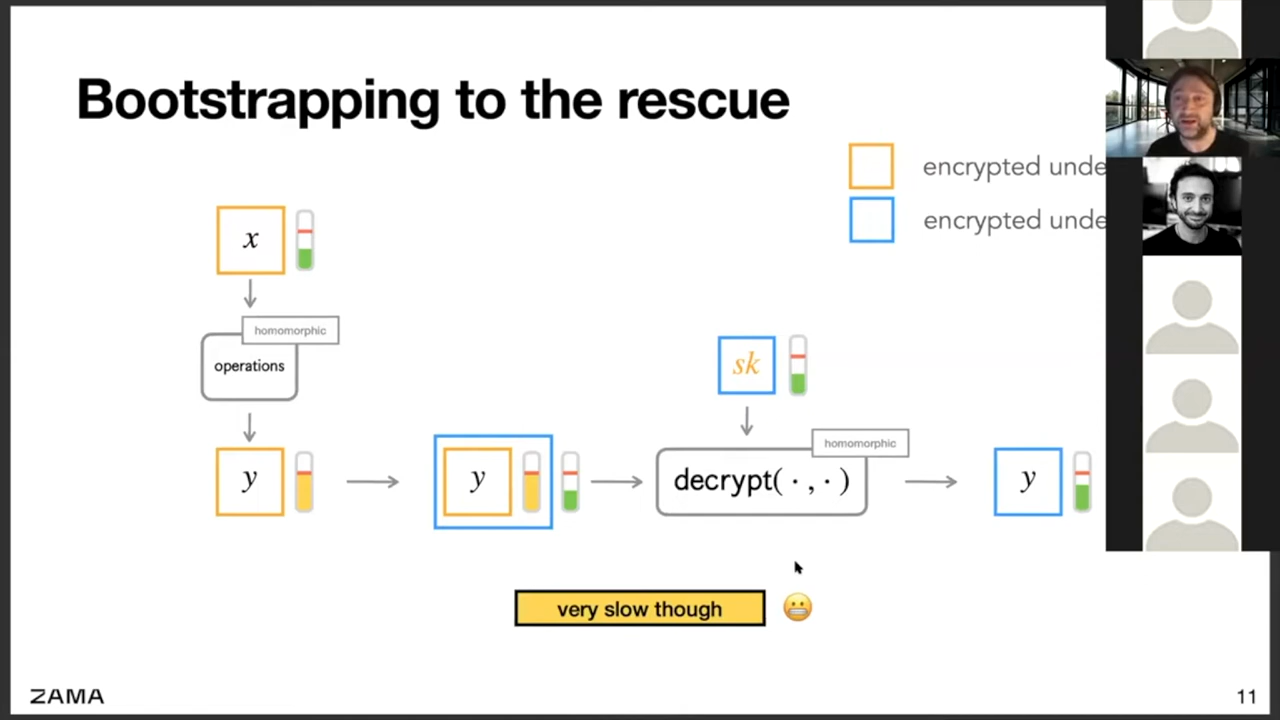 Bootstrapping to the rescue
encrypted unde
encrypted unde
x
homomorphic
operations
sk
homomorphic
y
y
decrypt( · , · )
y
very slow though
ZAMA
11